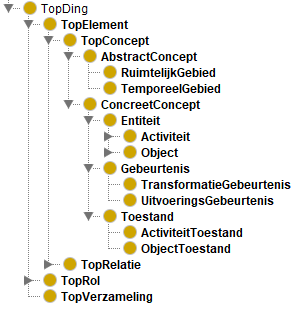 TopDing
TopElement
TopConcept
AbstractConcept
RuimtelijkGebied
TemporeelGebied
ConcreetConcept
Entiteit
Activiteit
Object
Gebeurtenis
TransformatieGebeurtenis
UitvoeringsGebeurtenis
Toestand
ActiviteitToestand
ObjectToestand
TopRelatie
TopRol
TopVerzameling